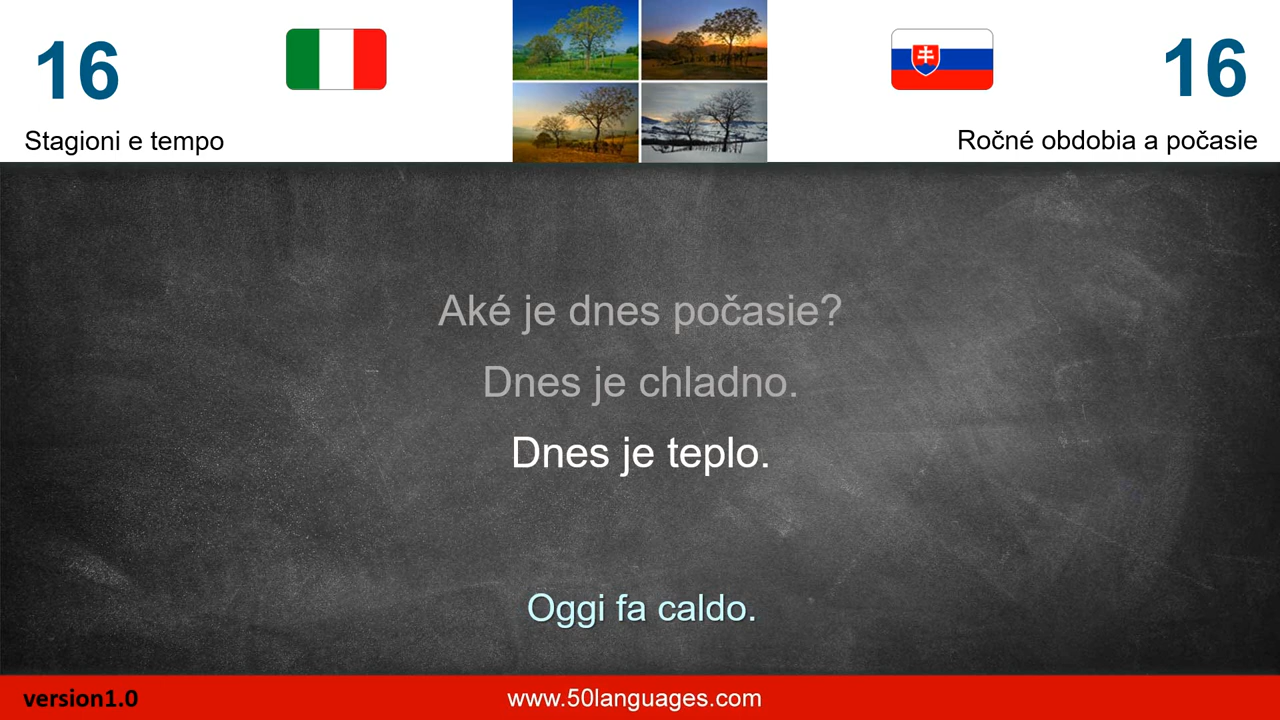 16
16
Stagioni e tempo
Ročné obdobia a počasie
Aké je dnes počasie?
Dnes je chladno.
Dnes je teplo.
Oggi fa caldo.
version1.0
www.50languages.com